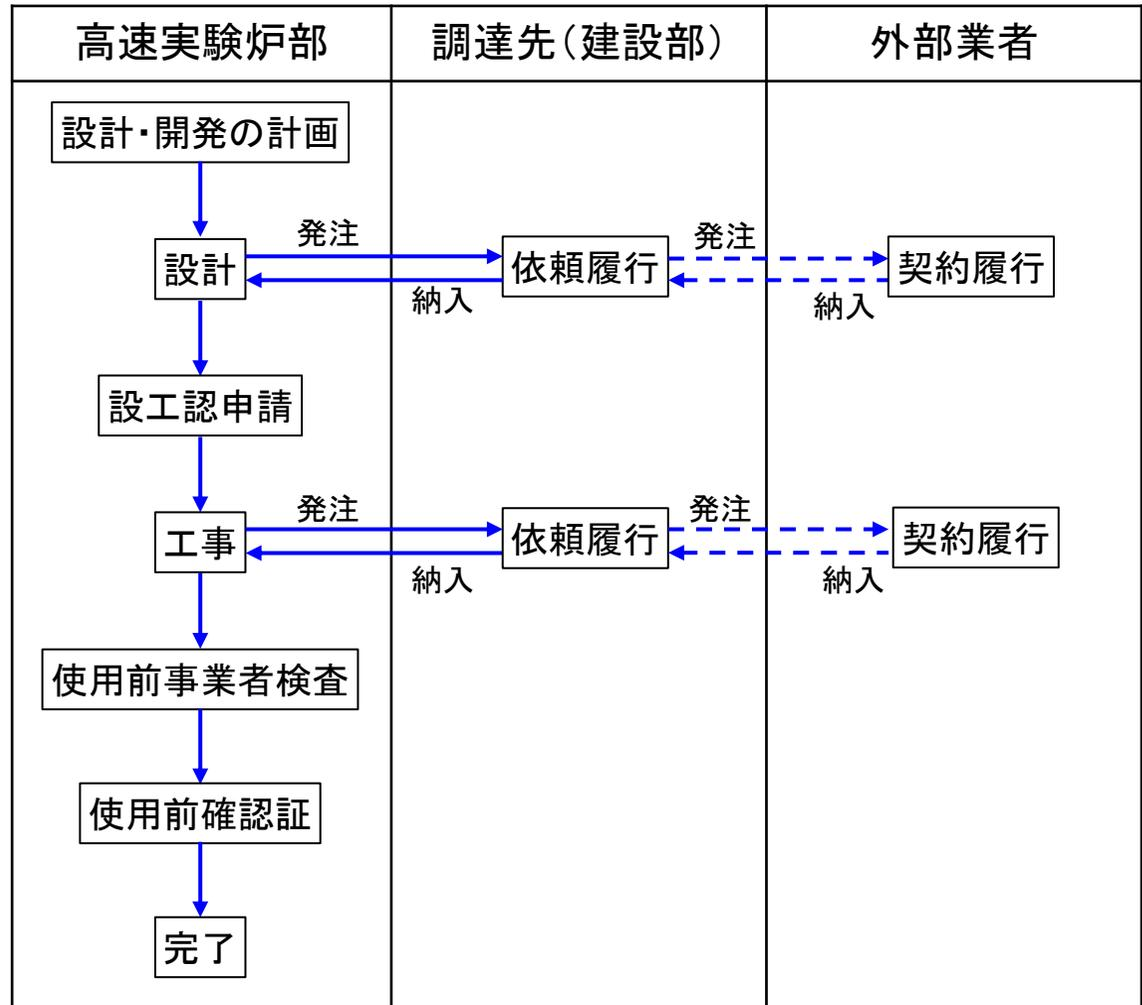 高速実験炉部
調達先(建設部)
外部業者
設計・開発の計画
設計
発注
納入
依頼履行
発注
納入
契約履行
設工認申請
工事
発注
納入
依頼履行
発注
納入
契約履行
使用前事業者検査
使用前確認証
完了